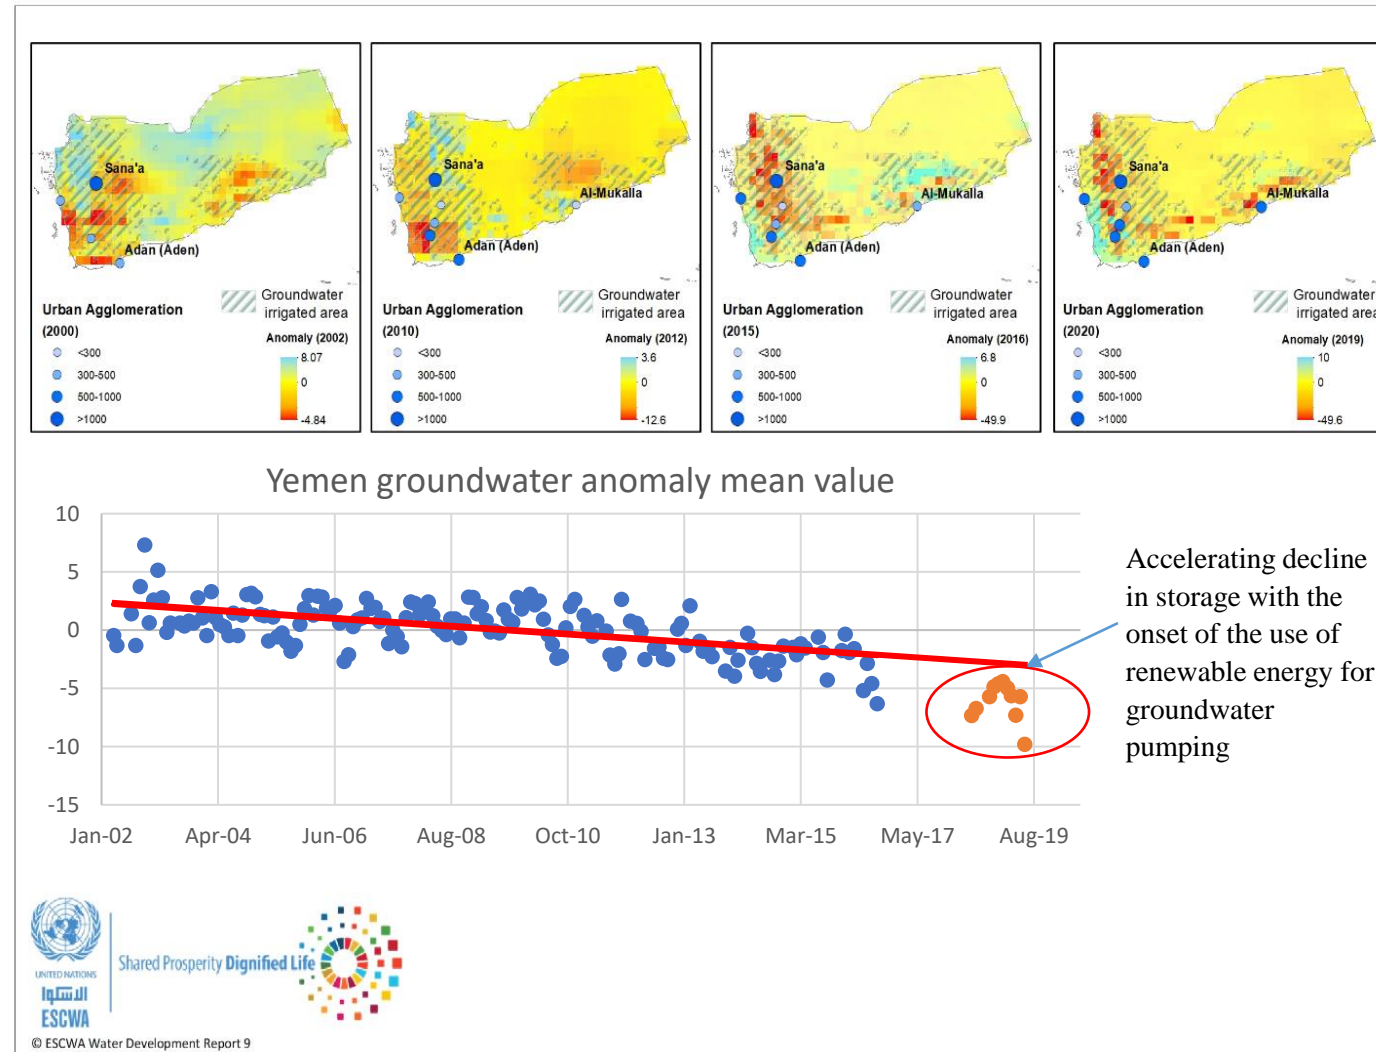 Sana'a
Adan (Aden)
Urban Agglomeration
(2000)
<300
300-500
500-1000
>1000
Groundwater
irrigated area
Anomaly (2002)
8.07
0
-4.84
Sana'a
Al-Mukalla
Adan (Aden)
Urban Agglomeration
(2010)
<300
300-500
500-1000
>1000
Groundwater
irrigated area
Anomaly (2012)
3.6
0
-12.6
Sana'a
Al-Mukalla
Adan (Aden)
Urban Agglomeration
(2015)
<300
300-500
500-1000
>1000
Groundwater
irrigated area
Anomaly (2016)
6.8
0
-49.9
Sana'a
Al-Mukalla
Adan (Aden)
Urban Agglomeration
(2020)
<300
300-500
500-1000
>1000
Groundwater
irrigated area
Anomaly (2019)
10
0
-49.6
Yemen groundwater anomaly mean value
10
5
0
-5
-10
-15
Jan-02 Apr-04 Jun-06 Aug-08 Oct-10 Jan-13 Mar-15 May-17 Aug-19
Accelerating decline
in storage with the
onset of the use of
renewable energy for
groundwater
pumping
UNITED NATIONS
الاسكوا
ESCWA
Shared Prosperity Dignified Life
© ESCWA Water Development Report 9